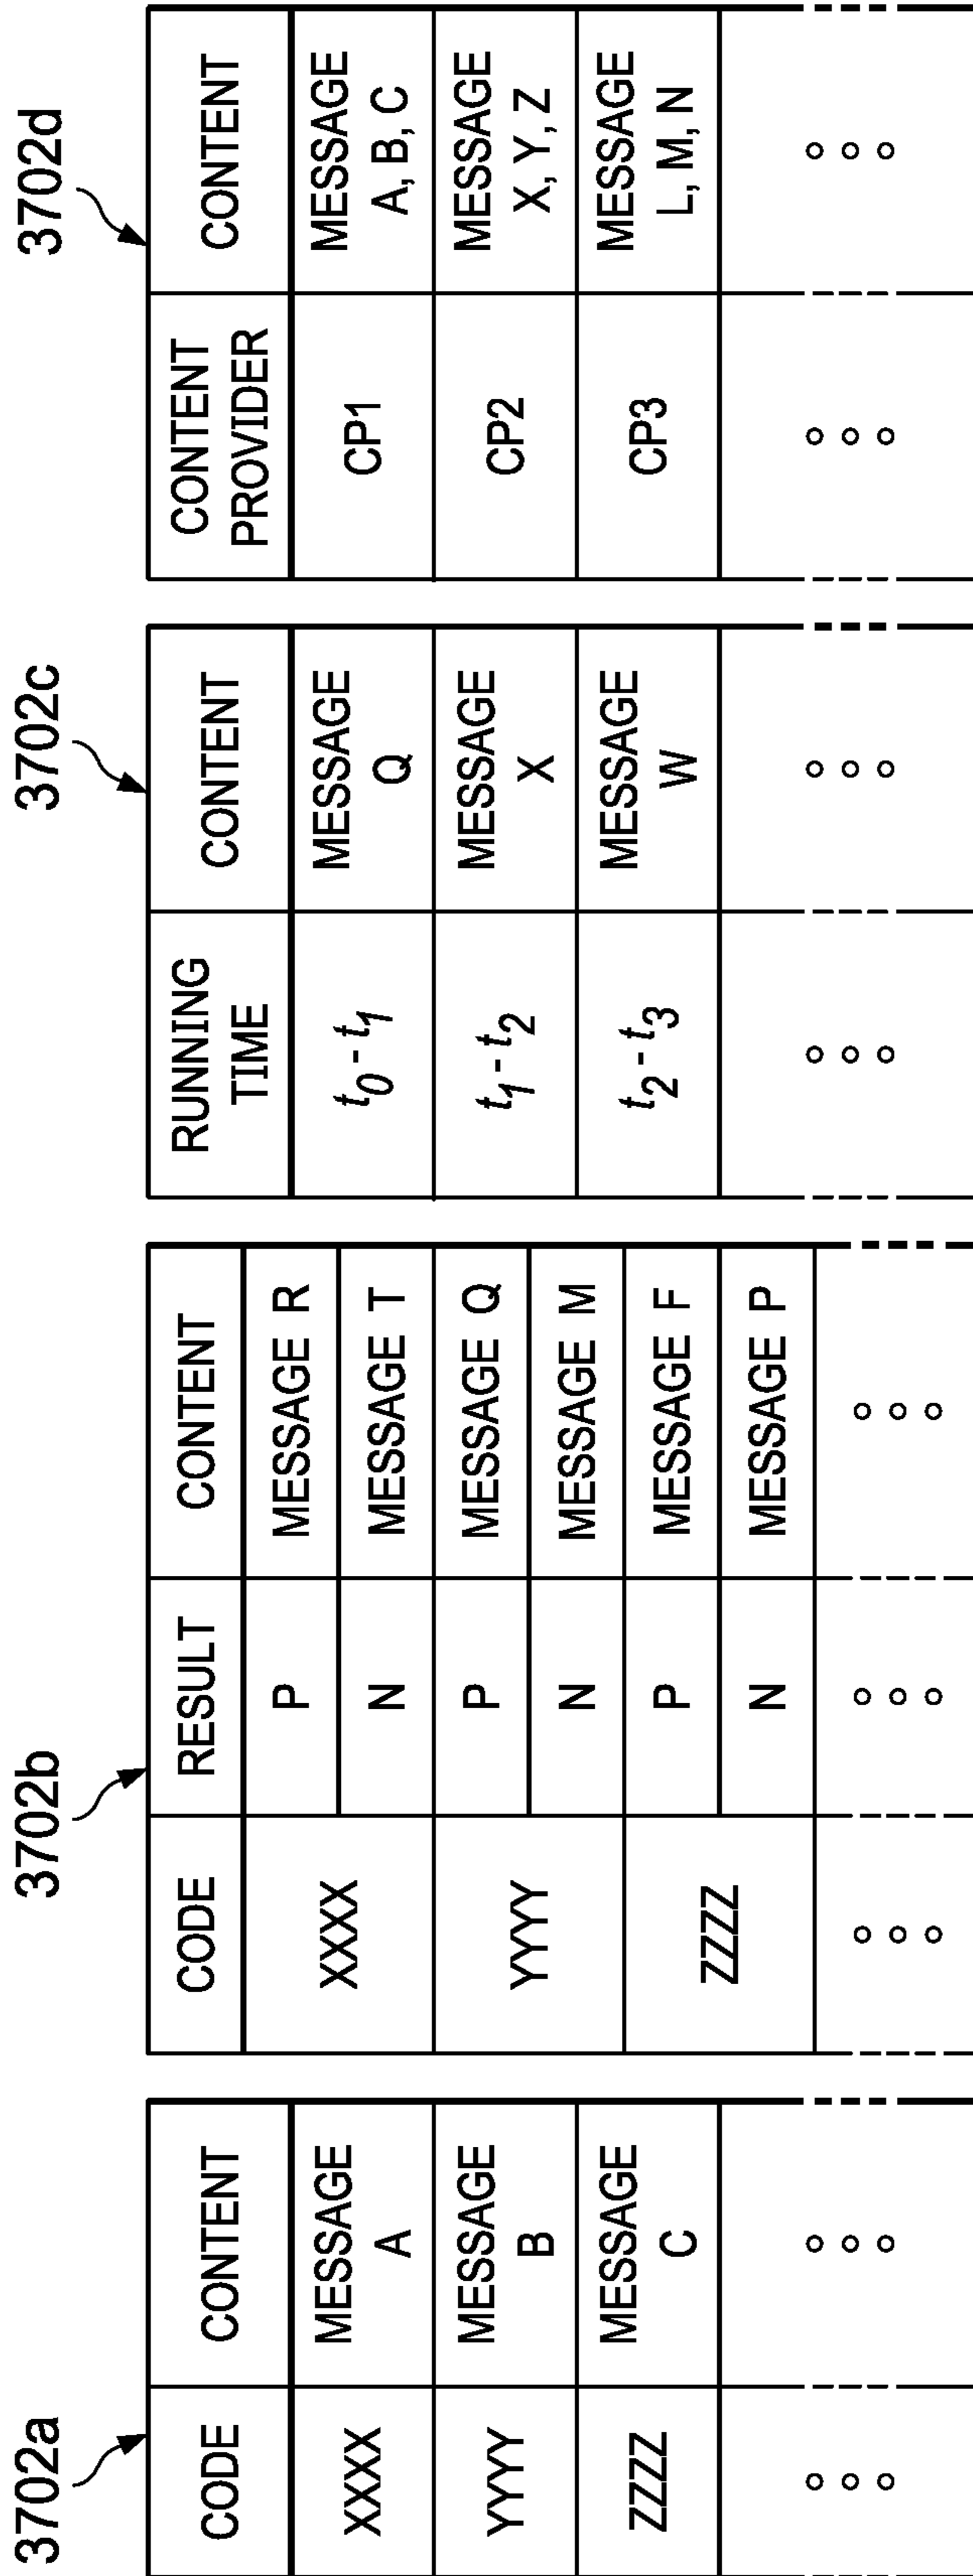 3702a
CODE
CONTENT
XXXX
MESSAGE
A
YYYY
MESSAGE
B
ZZZZ
MESSAGE
C
3702b
CODE
RESULT
CONTENT
XXXX
P
MESSAGE R
N
MESSAGE T
YYYY
P
MESSAGE Q
N
MESSAGE M
ZZZZ
P
MESSAGE F
N
MESSAGE P
3702c
RUNNING
TIME
CONTENT
t0 - t1
MESSAGE
Q
t1 - t2
MESSAGE
X
t2 - t3
MESSAGE
W
3702d
CONTENT
PROVIDER
CONTENT
CP1
MESSAGE
A, B, C
CP2
MESSAGE
X, Y, Z
CP3
MESSAGE
L, M, N